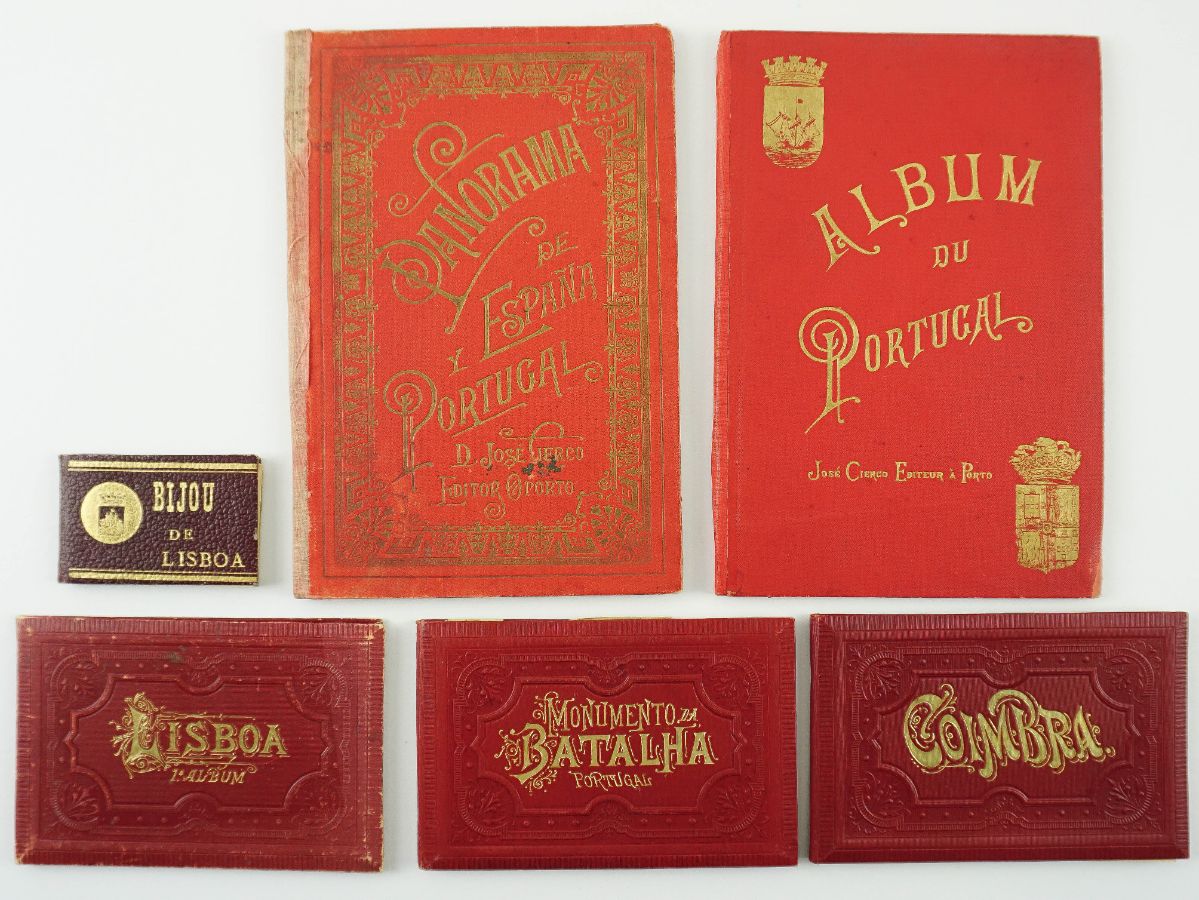 PANORAMA
DE
ESPAÑA
Y
PORTUGAL
D. JOSÉ CIERCO
EDITOR OPORTO
ALBUM
DU
PORTUGAL
JOSÉ CIERCO EDITEUR À PORTO
BIJOU
DE
LISBOA
LISBOA
1º ALBUM
MONUMENTO DA
BATALHA
PORTUGAL
COIMBRA.